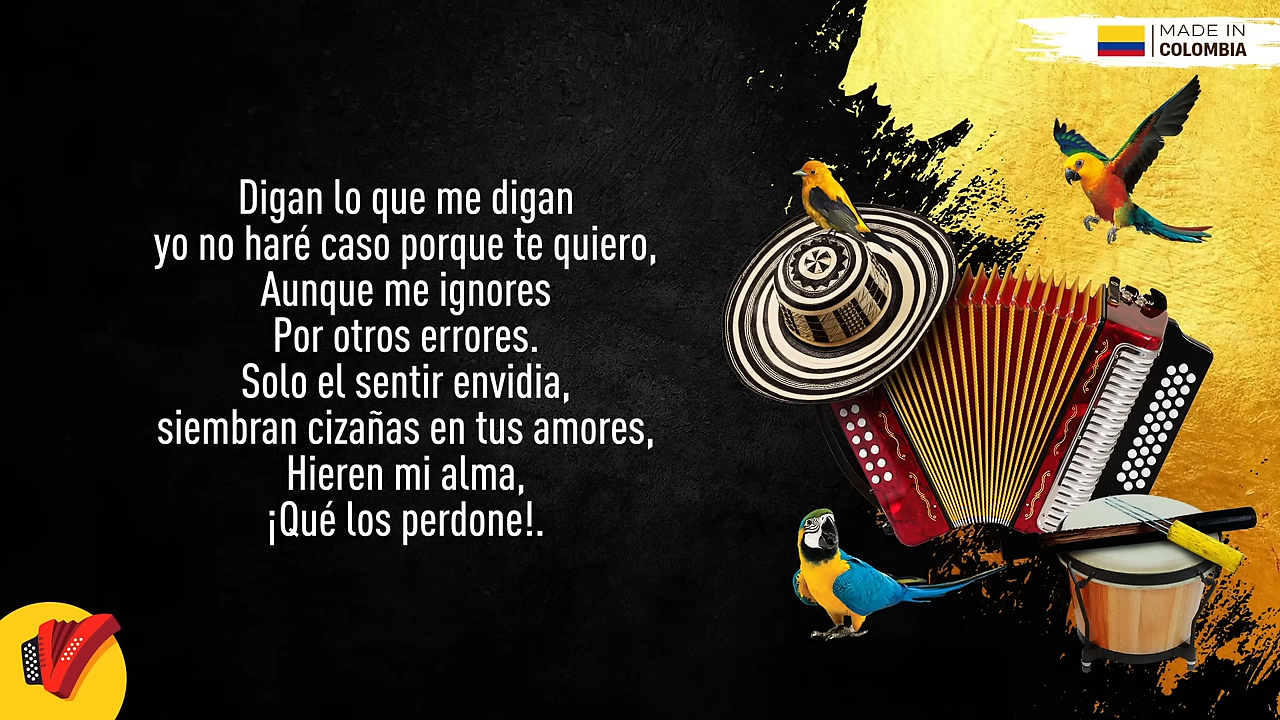 MADE IN
COLOMBIA
Digan lo que me digan
yo no haré caso porque te quiero,
Aunque me ignores
Por otros errores.
Solo el sentir envidia,
siembran cizañas en tus amores,
Hieren mi alma,
¡Qué los perdone!.